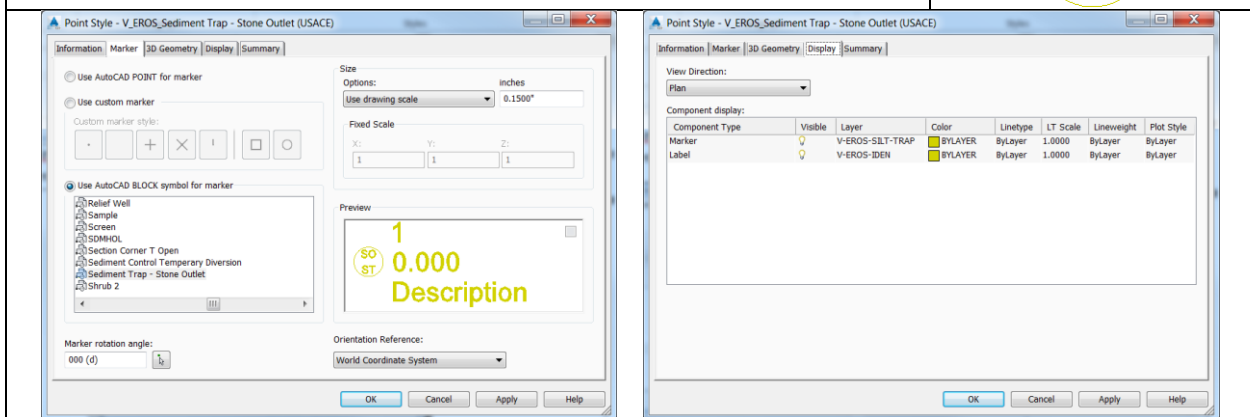 Point Style - V_EROS_Sediment Trap - Stone Outlet (USACE)
Information Marker 3D Geometry Display Summary
Use AutoCAD POINT for marker
Use custom marker
Custom marker style:
Use AutoCAD BLOCK symbol for marker
Relief Well
Sample
Screen
SDMHOL
Section Corner T Open
Sediment Control Temperary Diversion
Sediment Trap - Stone Outlet
Shrub 2
Marker rotation angle:
000 (d)
Size
Options: inches
Use drawing scale 0.1500"
Fixed Scale
X: Y: Z:
1 1 1
Preview
1
SO
ST
0.000
Description
Orientation Reference:
World Coordinate System
OK Cancel Apply Help
Point Style - V_EROS_Sediment Trap - Stone Outlet (USACE)
Information Marker 3D Geometry Display Summary
View Direction:
Plan
Component display:
Component Type Visible Layer Color Linetype LT Scale Lineweight Plot Style
Marker V-EROS-SILT-TRAP BYLAYER ByLayer 1.0000 ByLayer ByLayer
Label V-EROS-IDEN BYLAYER ByLayer 1.0000 ByLayer ByLayer
OK Cancel Apply Help